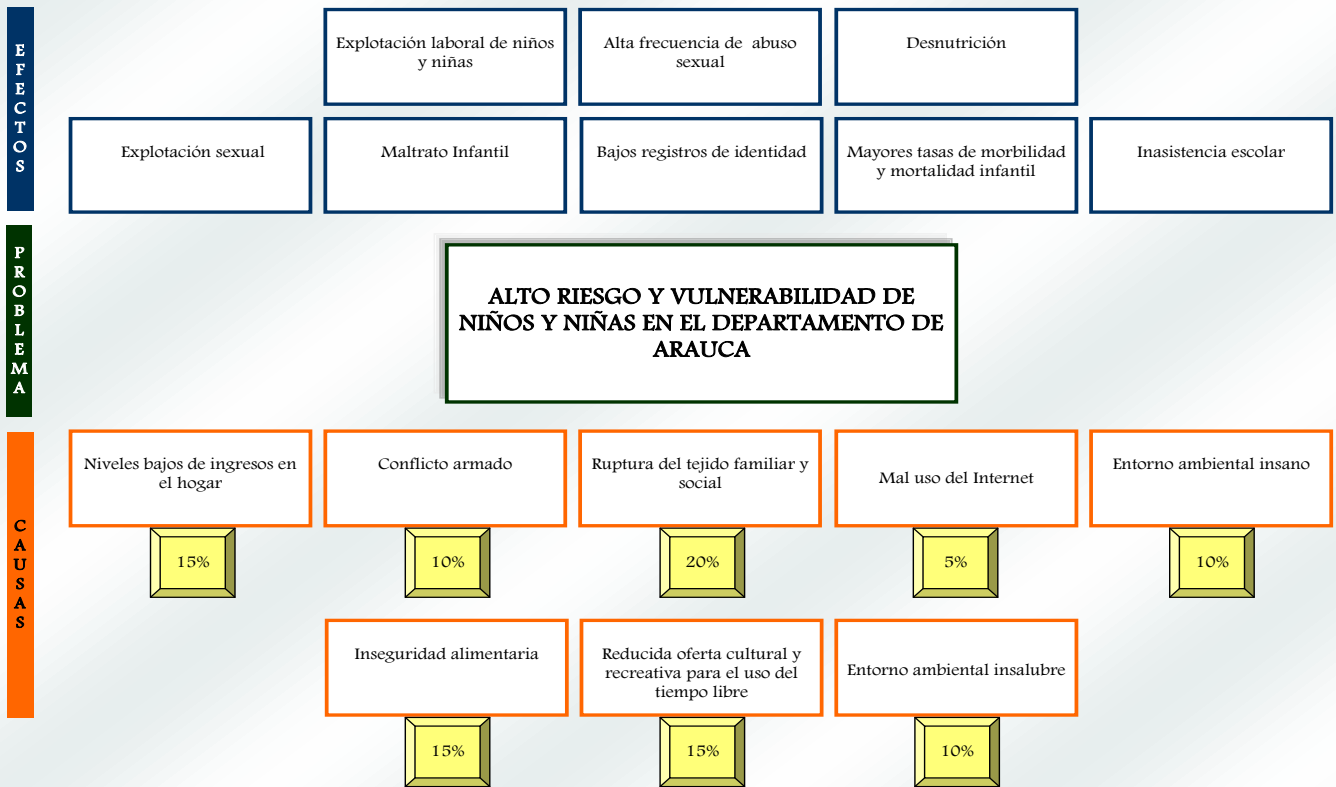 EFECTOS
Explotación laboral de niños
y niñas
Alta frecuencia de abuso
sexual
Desnutrición
Explotación sexual
Maltrato Infantil
Bajos registros de identidad
Mayores tasas de morbilidad
y mortalidad infantil
Inasistencia escolar
PROBLEMA
ALTO RIESGO Y VULNERABILIDAD DE
NIÑOS Y NIÑAS EN EL DEPARTAMENTO DE
ARAUCA
CAUSAS
Niveles bajos de ingresos en
el hogar
15%
Conflicto armado
10%
Ruptura del tejido familiar y
social
20%
Mal uso del Internet
5%
Entorno ambiental insano
10%
Inseguridad alimentaria
15%
Reducida oferta cultural y
recreativa para el uso del
tiempo libre
15%
Entorno ambiental insalubre
10%